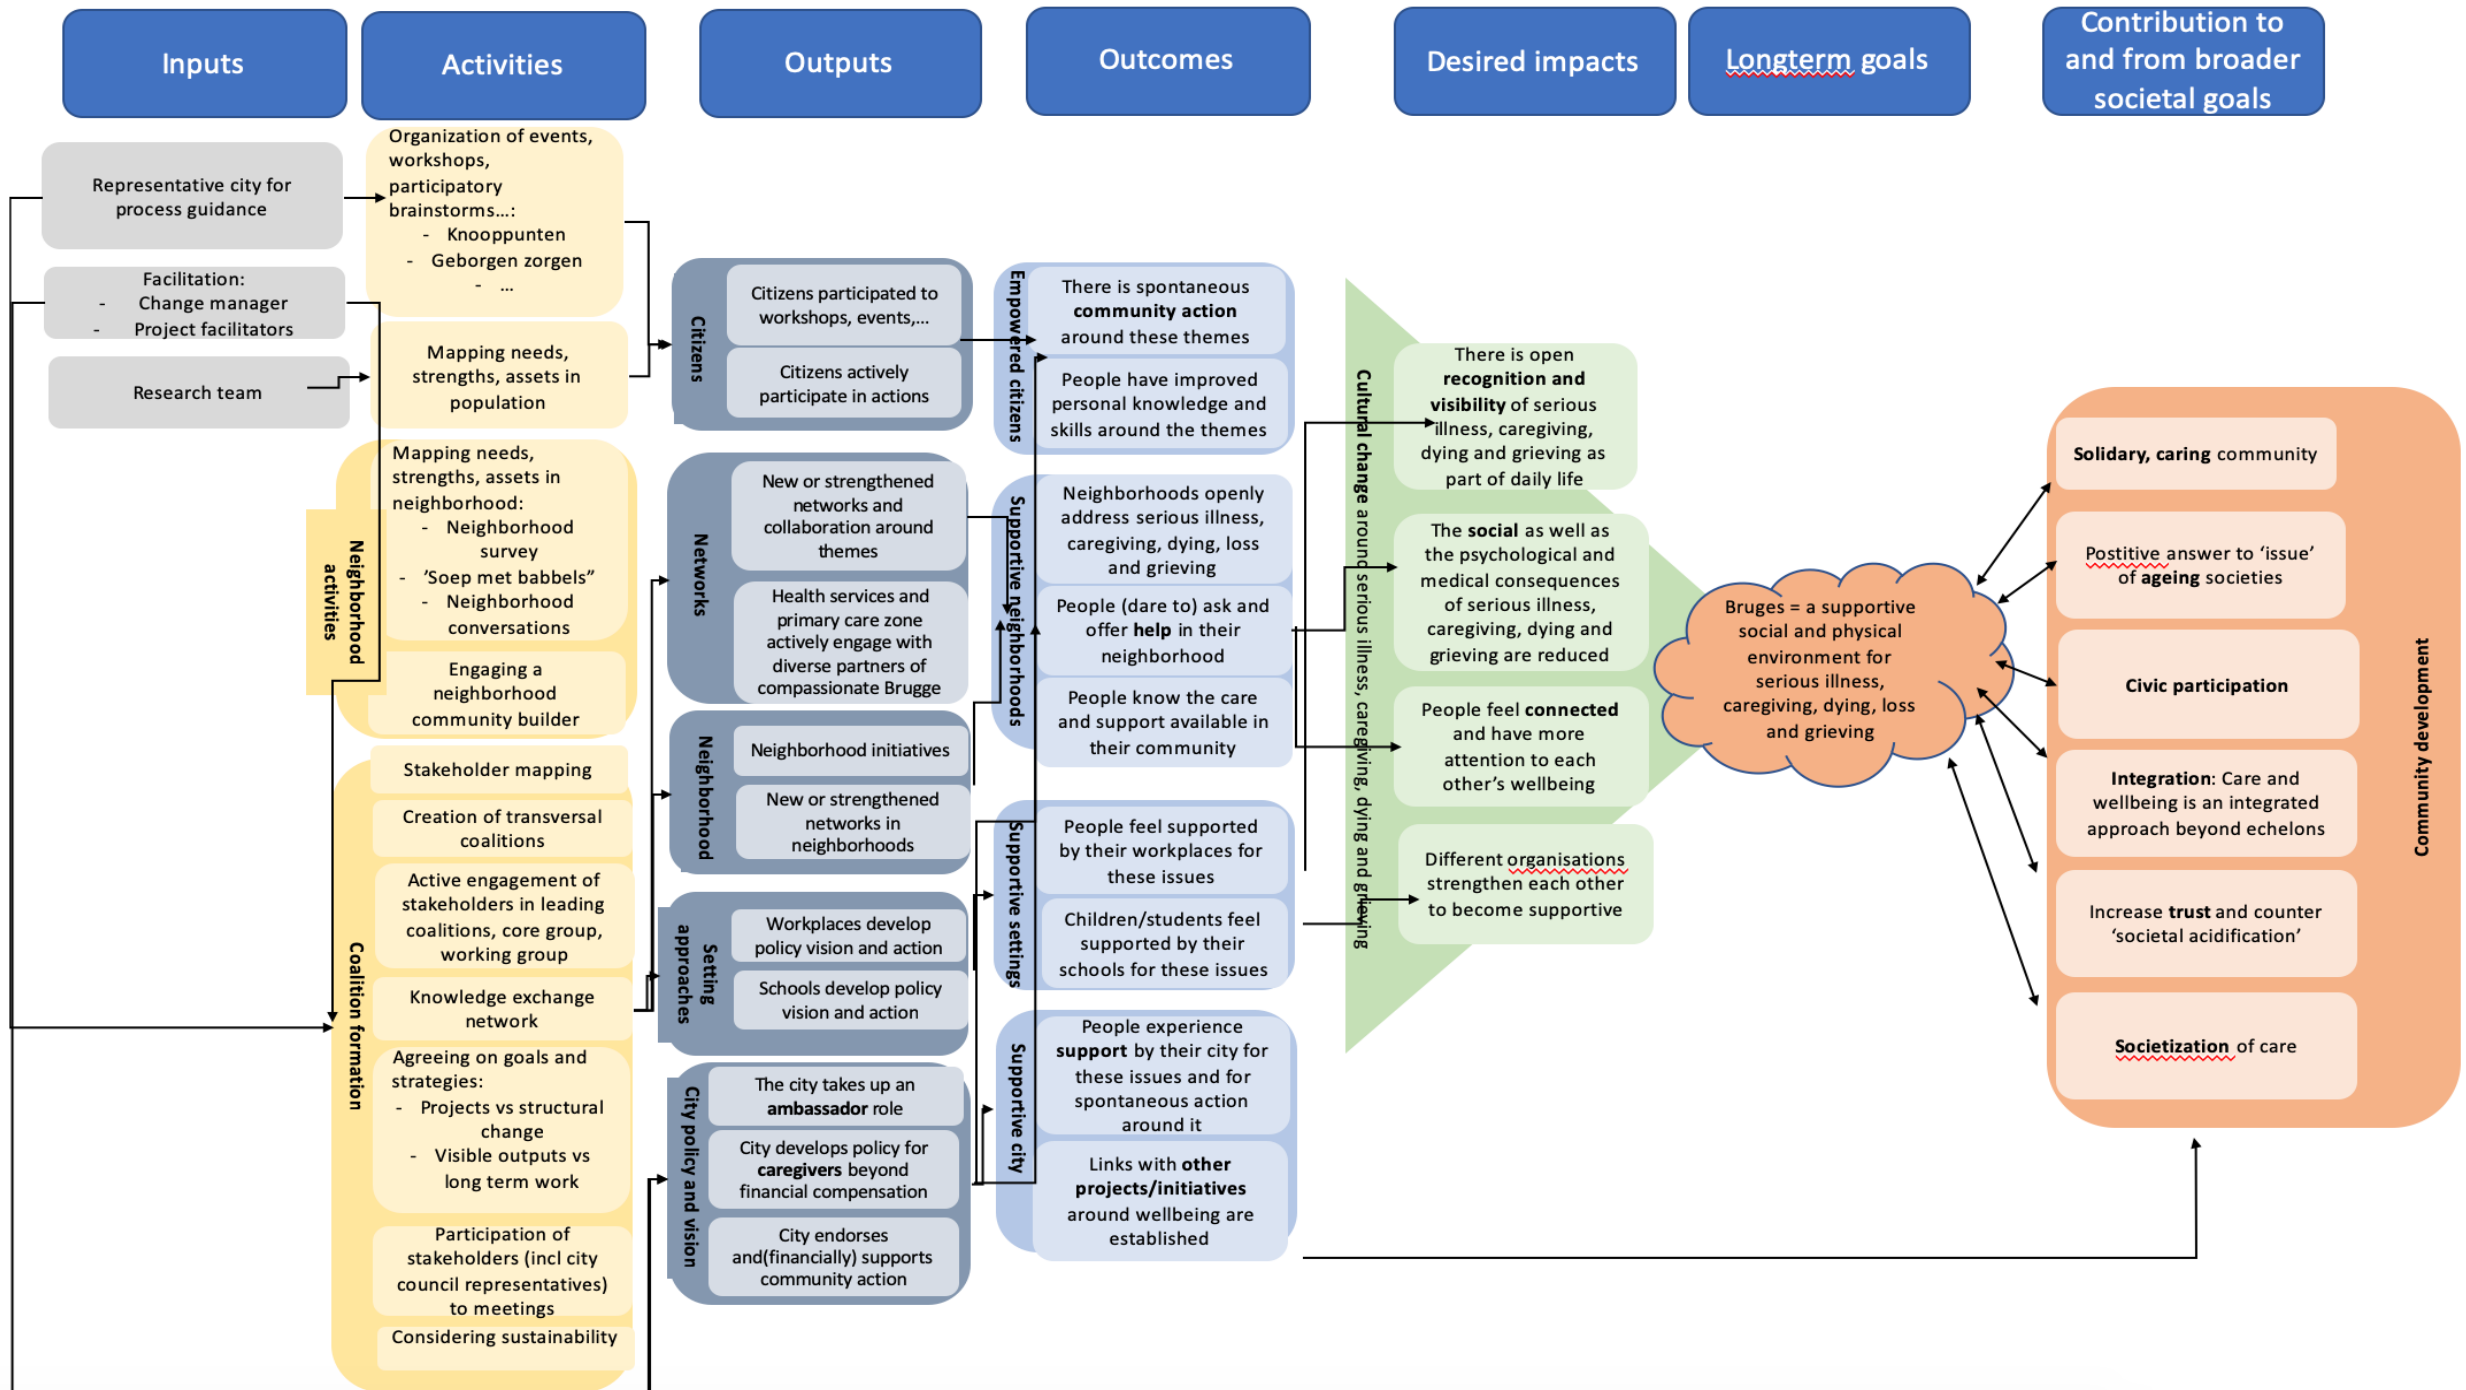 Inputs
Activities
Outputs
Outcomes
Desired impacts
Longterm goals
Contribution to
and from broader
societal goals
Representative city for
process guidance
Facilitation:
- Change manager
- Project facilitators
Research team
Organization of events,
workshops,
participatory
brainstorms...:
- Knooppunten
- Geborgen zorgen
- ...
Mapping needs,
strengths, assets in
population
Neighborhood
activities
Mapping needs,
strengths, assets in
neighborhood:
- Neighborhood
survey
- ’Soep met babbels”
- Neighborhood
conversations
Engaging a
neighborhood
community builder
Coalition formation
Stakeholder mapping
Creation of transversal
coalitions
Active engagement of
stakeholders in leading
coalitions, core group,
working group
Knowledge exchange
network
Agreeing on goals and
strategies:
- Projects vs structural
change
- Visible outputs vs
long term work
Participation of
stakeholders (incl city
council representatives)
to meetings
Considering sustainability
Citizens
Citizens participated to
workshops, events,...
Citizens actively
participate in actions
Networks
New or strengthened
networks and
collaboration around
themes
Health services and
primary care zone
actively engage with
diverse partners of
compassionate Brugge
Neighborhood
Neighborhood initiatives
New or strengthened
networks in
neighborhoods
Setting
approaches
Workplaces develop
policy vision and action
Schools develop policy
vision and action
City policy and vision
The city takes up an
ambassador role
City develops policy for
caregivers beyond
financial compensation
City endorses
and(financially) supports
community action
Empowered citizens
There is spontaneous
community action
around these themes
People have improved
personal knowledge and
skills around the themes
Supportive neighborhoods
Neighborhoods openly
address serious illness,
caregiving, dying, loss
and grieving
People (dare to) ask and
offer help in their
neighborhood
People know the care
and support available in
their community
Supportive settings
People feel supported
by their workplaces for
these issues
Children/students feel
supported by their
schools for these issues
Supportive city
People experience
support by their city for
these issues and for
spontaneous action
around it
Links with other
projects/initiatives
around wellbeing are
established
Cultural change around serious illness, caregiving, dying and grieving
There is open
recognition and
visibility of serious
illness, caregiving,
dying and grieving as
part of daily life
The social as well as
the psychological and
medical consequences
of serious illness,
caregiving, dying and
grieving are reduced
People feel connected
and have more
attention to each
other’s wellbeing
Different organisations
strengthen each other
to become supportive
Bruges = a supportive
social and physical
environment for
serious illness,
caregiving, dying, loss
and grieving
Solidary, caring community
Postitive answer to ‘issue’
of ageing societies
Civic participation
Integration: Care and
wellbeing is an integrated
approach beyond echelons
Increase trust and counter
‘societal acidification’
Societization of care
Community development